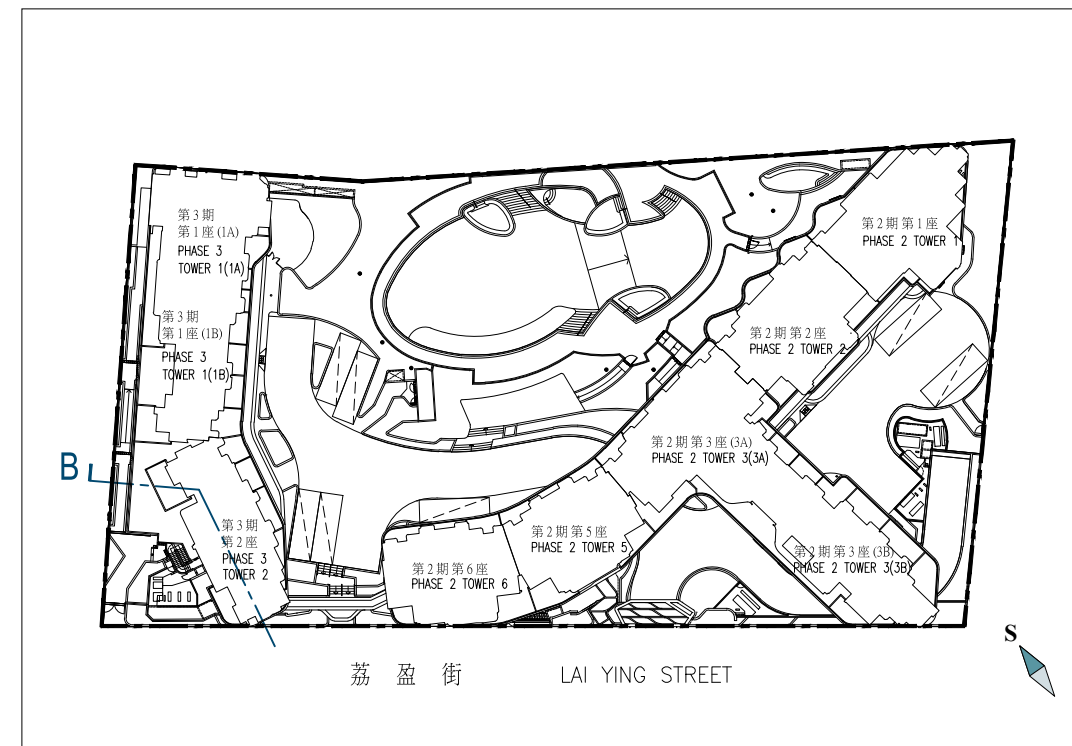 第2期第1座
PHASE 2 TOWER 1
第3期
第1座(1A)
PHASE 3
TOWER 1(1A)
第3期
第1座(1B)
PHASE 3
TOWER 1(1B)
第2期第2座
PHASE 2 TOWER 2
第2期第3座(3A)
PHASE 2 TOWER 3(3A)
B
第3期
第2座
PHASE 3
TOWER 2
第2期第5座
PHASE 2 TOWER 5
第2期第6座
PHASE 2 TOWER 6
第2期第3座(3B)
PHASE 2 TOWER 3(3B)
S
荔盈街 LAI YING STREET